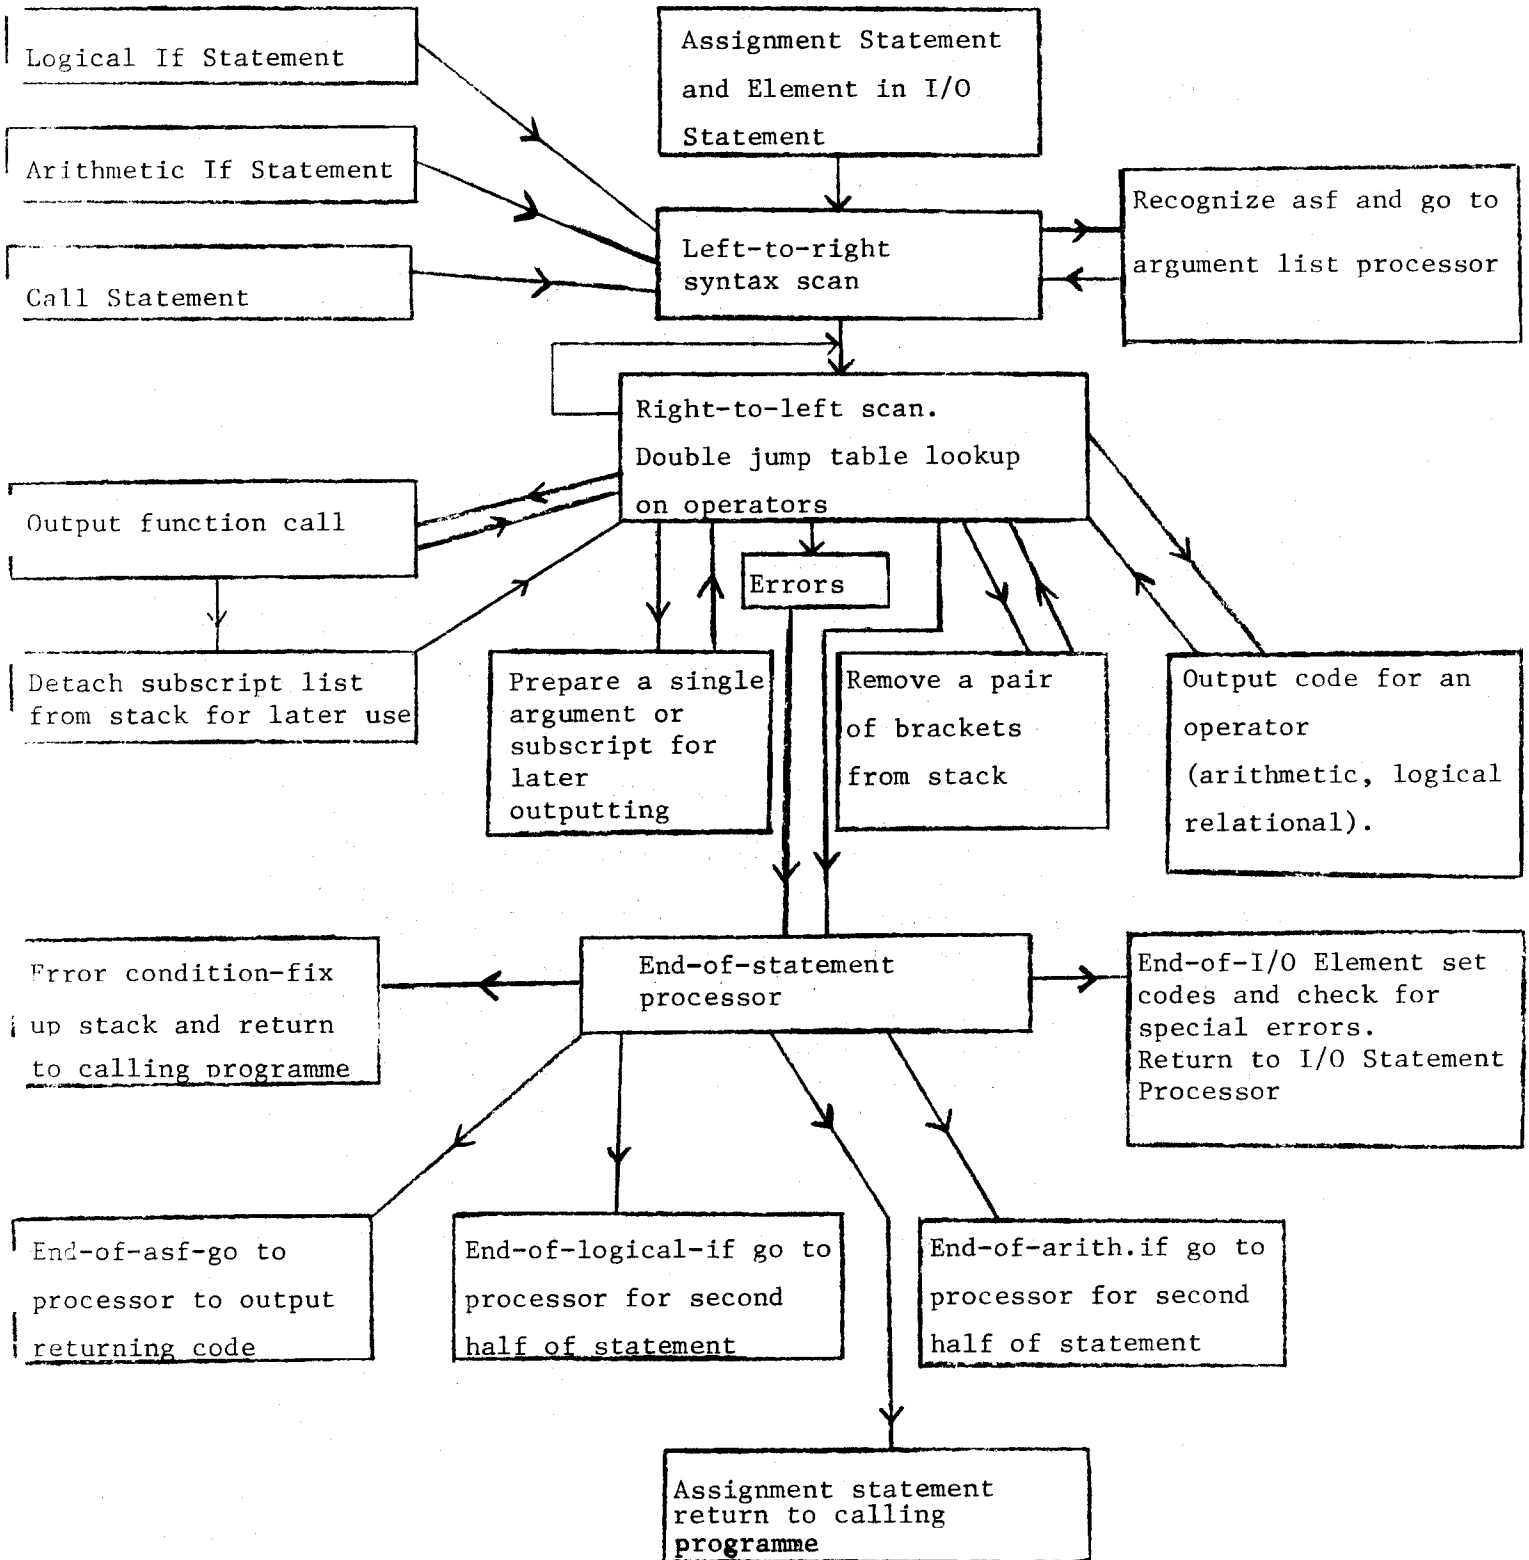 Logical If Statement
Assignment Statement
and Element in I/O
Statement
Arithmetic If Statement
Recognize asf and go to
argument list processor
Call Statement
Left-to-right
syntax scan
Right-to-left scan.
Double jump table lookup
on operators
Output function call
Errors
Detach subscript list
from stack for later use
Prepare a single
argument or
subscript for
later
outputting
Remove a pair
of brackets
from stack
Output code for an
operator
(arithmetic, logical
relational).
Error condition-fix
up stack and return
to calling programme
End-of-statement
processor
End-of-I/O Element set
codes and check for
special errors.
Return to I/O Statement
Processor
End-of-asf-go to
processor to output
returning code
End-of-logical-if go to
processor for second
half of statement
End-of-arith.if go to
processor for second
half of statement
Assignment statement
return to calling
programme